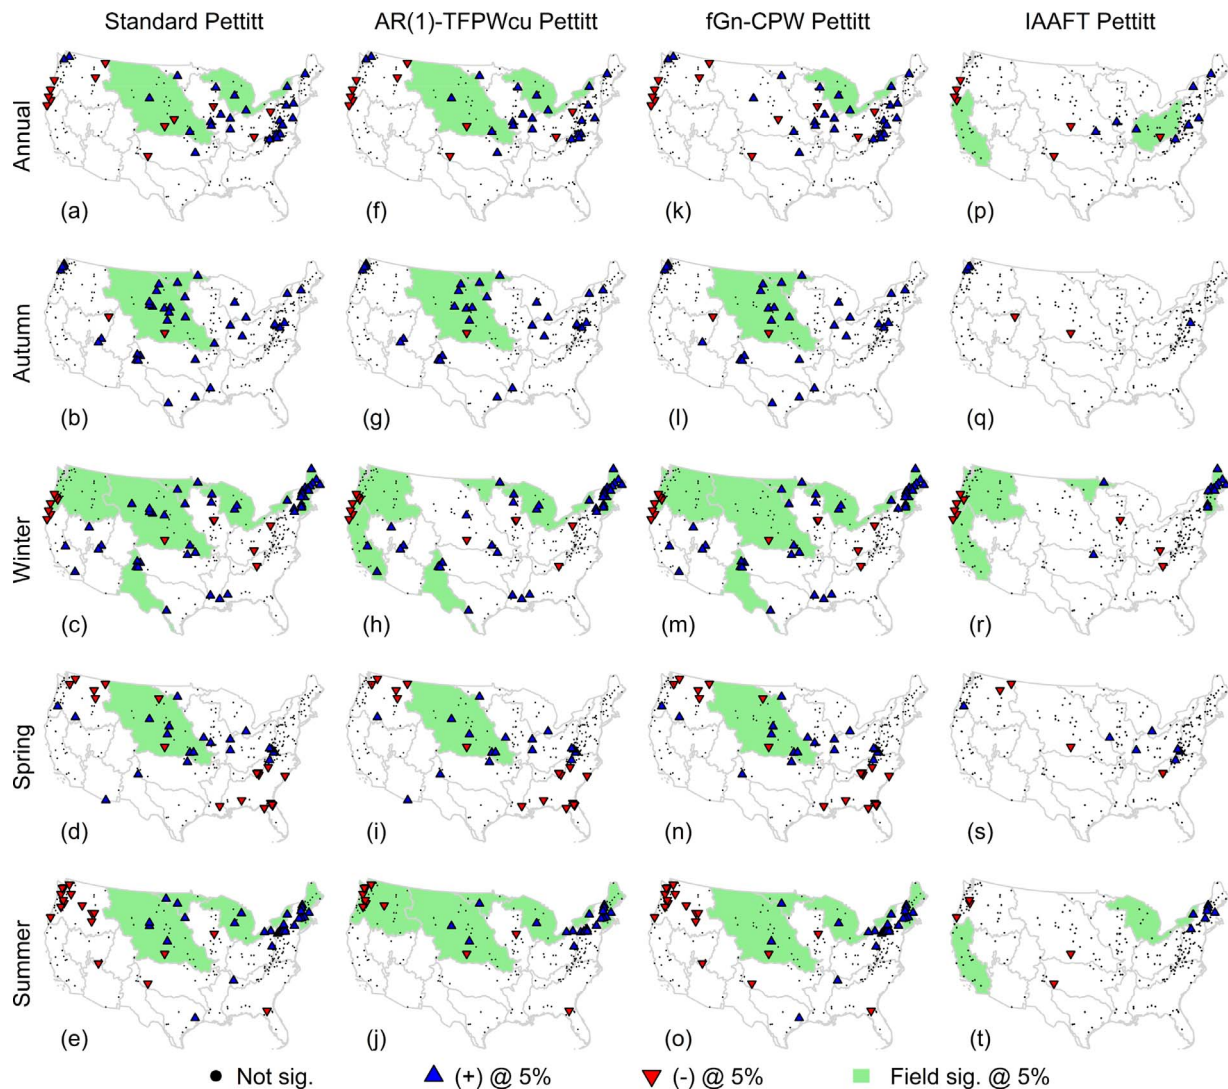 Standard Pettitt AR(1)-TFPWcu Pettitt fGn-CPW Pettitt IAAFT Pettitt
Annual
(a) (f) (k) (p)
Autumn
(b) (g) (l) (q)
Winter
(c) (h) (m) (r)
Spring
(d) (i) (n) (s)
Summer
(e) (j) (o) (t)
Not sig. (+) @ 5% (-) @ 5% Field sig. @ 5%